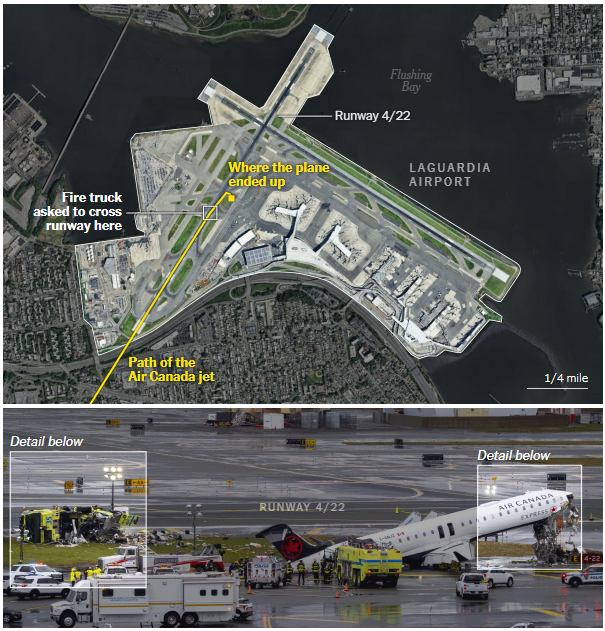 Flushing
Bay
Runway 4/22
LAGUARDIA
AIRPORT
Where the plane
ended up
Fire truck
asked to cross
runway here
Path of the
Air Canada jet
1/4 mile
Detail below
Detail below
RUNWAY 4/22
AIR CANADA
EXPRESS
4-22